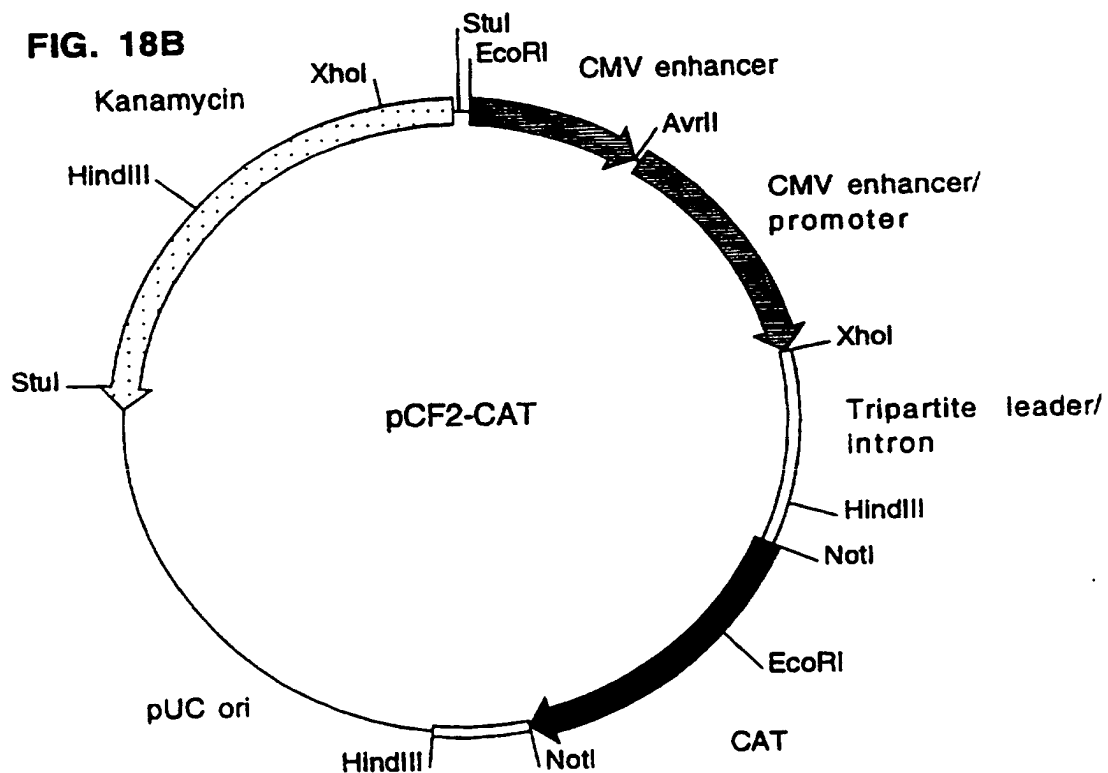 FIG. 18B
StuI
EcoRI
CMV enhancer
XhoI
Kanamycin
AvrII
HindIII
CMV enhancer/
promoter
XhoI
StuI
pCF2-CAT
Tripartite leader/
intron
HindIII
NotI
EcoRI
pUC ori
CAT
HindIII
NotI